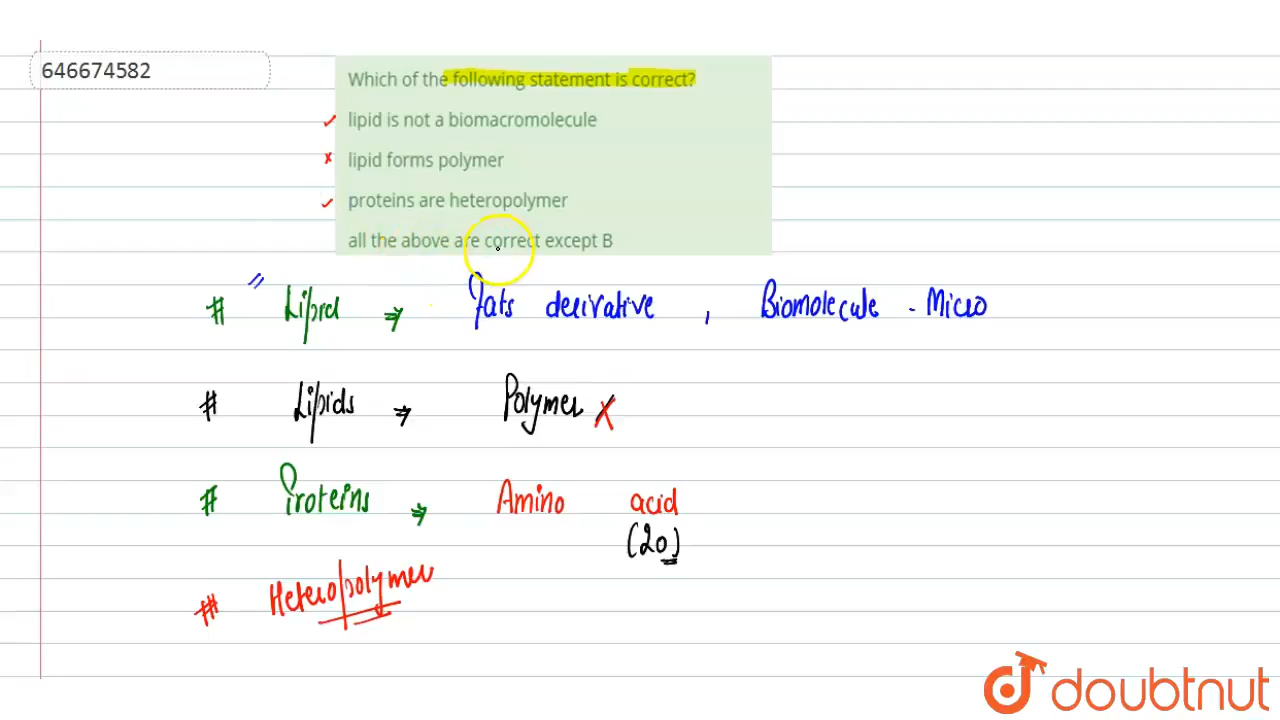 646674582
Which of the following statement is correct?
lipid is not a biomacromolecule
lipid forms polymer
proteins are heteropolymer
all the above are correct except B
# Lipid ⇒ Fats derivative , Biomolecule - Micro
# Lipids ⇒ Polymer X
# Proteins ⇒ Amino acid
(20)
# Heteropolymer
doubtnut